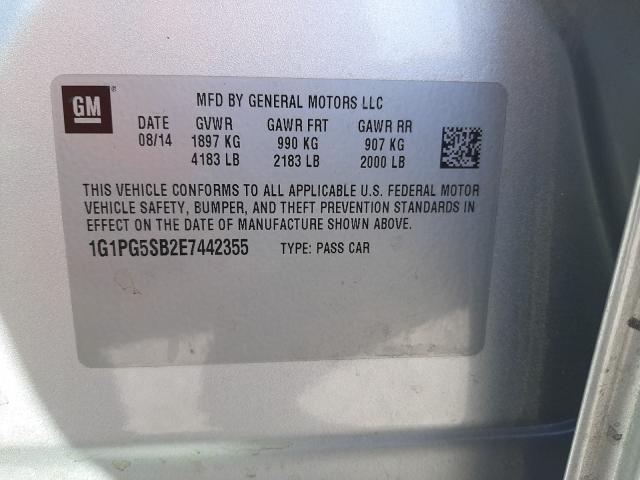 GM®
MFD BY GENERAL MOTORS LLC
DATE GVWR GAWR FRT GAWR RR
08/14 1897 KG 990 KG 907 KG
4183 LB 2183 LB 2000 LB
THIS VEHICLE CONFORMS TO ALL APPLICABLE U.S. FEDERAL MOTOR
VEHICLE SAFETY, BUMPER, AND THEFT PREVENTION STANDARDS IN
EFFECT ON THE DATE OF MANUFACTURE SHOWN ABOVE.
1G1PG5SB2E7442355 TYPE: PASS CAR